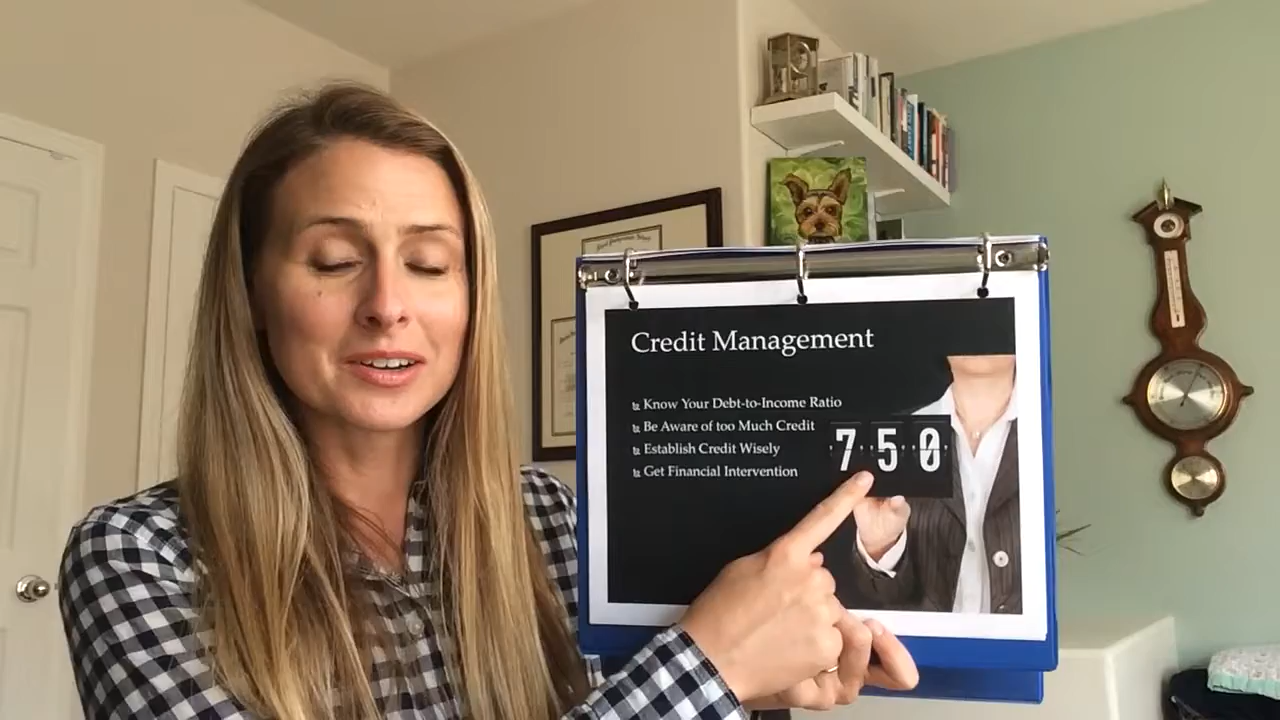 Credit Management
Know Your Debt-to-Income Ratio
Be Aware of too Much Credit
Establish Credit Wisely
Get Financial Intervention
750